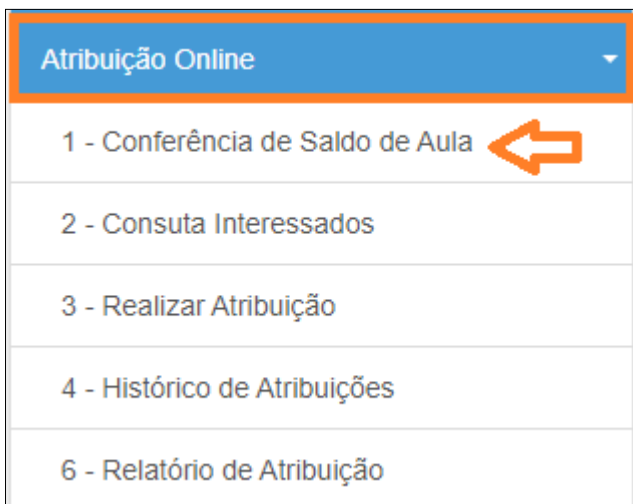 Atribuição Online
1 - Conferência de Saldo de Aula
2 - Consuta Interessados
3 - Realizar Atribuição
4 - Histórico de Atribuições
6 - Relatório de Atribuição